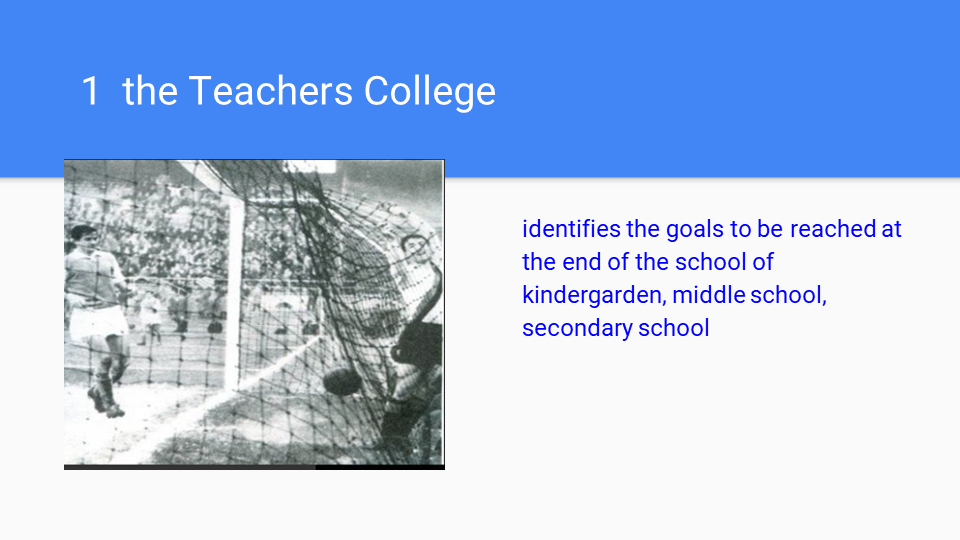 1 the Teachers College
identifies the goals to be reached at
the end of the school of
kindergarden, middle school,
secondary school